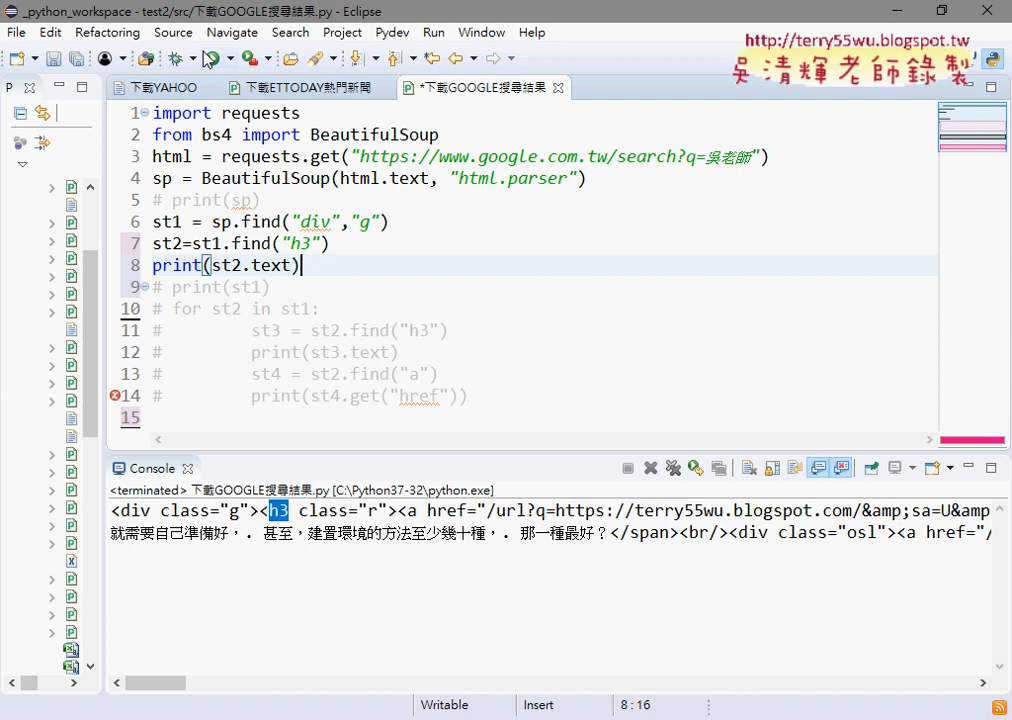 _python_workspace - test2/src/下載GOOGLE搜尋結果.py - Eclipse
File Edit Refactoring Source Navigate Search Project Pydev Run Window Help
http://terry55wu.blogspot.tw
吳清輝老師錄製
P
下載YAHOO
下載ETTODAY熱門新聞
*下載GOOGLE搜尋結果
1 import requests
2 from bs4 import BeautifulSoup
3 html = requests.get("https://www.google.com.tw/search?q=吳老師")
4 sp = BeautifulSoup(html.text, "html.parser")
5 # print(sp)
6 st1 = sp.find("div","g")
7 st2=st1.find("h3")
8 print(st2.text)
9 # print(st1)
10 # for st2 in st1:
11 #         st3 = st2.find("h3")
12 #         print(st3.text)
13 #         st4 = st2.find("a")
14 #         print(st4.get("href"))
15
Console
<terminated> 下載GOOGLE搜尋結果.py [C:\Python37-32\python.exe]
<div class="g"><h3 class="r"><a href="/url?q=https://terry55wu.blogspot.com/&amp;sa=U&amp
就需要自己準備好，. 甚至，建置環境的方法至少幾十種，. 那一種最好？</span><br/><div class="osl"><a href="/
Writable Insert 8 : 16